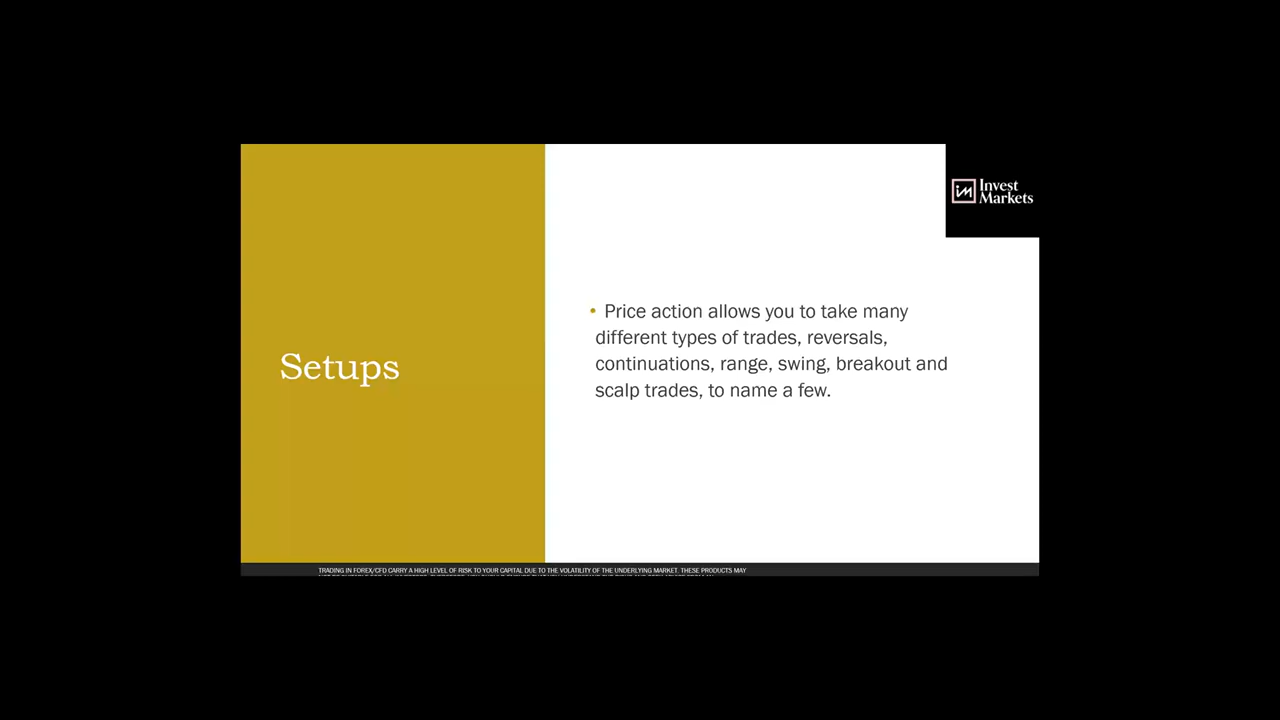 Invest
Markets
• Price action allows you to take many
different types of trades, reversals,
continuations, range, swing, breakout and
scalp trades, to name a few.
Setups
TRADING IN FOREX/CFD CARRY A HIGH LEVEL OF RISK TO YOUR CAPITAL DUE TO THE VOLATILITY OF THE UNDERLYING MARKET. THESE PRODUCTS MAY